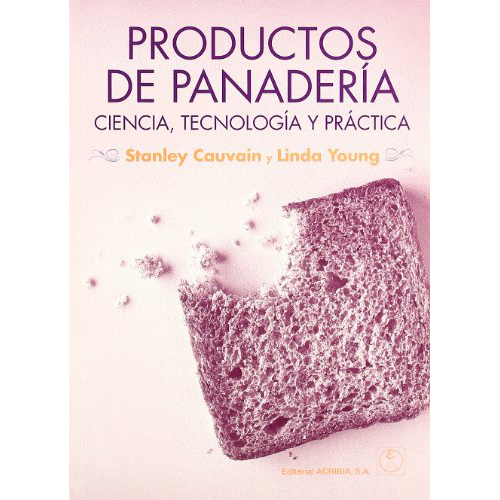 PRODUCTOS
DE PANADERÍA
CIENCIA, TECNOLOGÍA Y PRÁCTICA
Stanley Cauvain y Linda Young
Editorial ACRIBIA, S.A.